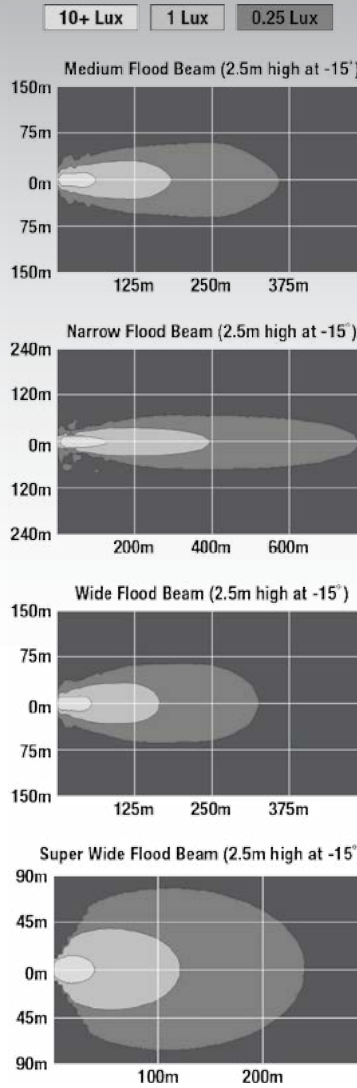 10+ Lux 1 Lux 0.25 Lux
Medium Flood Beam (2.5m high at -15°)
150m
75m
0m
75m
150m
125m 250m 375m
Narrow Flood Beam (2.5m high at -15°)
240m
120m
0m
120m
240m
200m 400m 600m
Wide Flood Beam (2.5m high at -15°)
150m
75m
0m
75m
150m
125m 250m 375m
Super Wide Flood Beam (2.5m high at -15°
90m
45m
0m
45m
90m
100m 200m